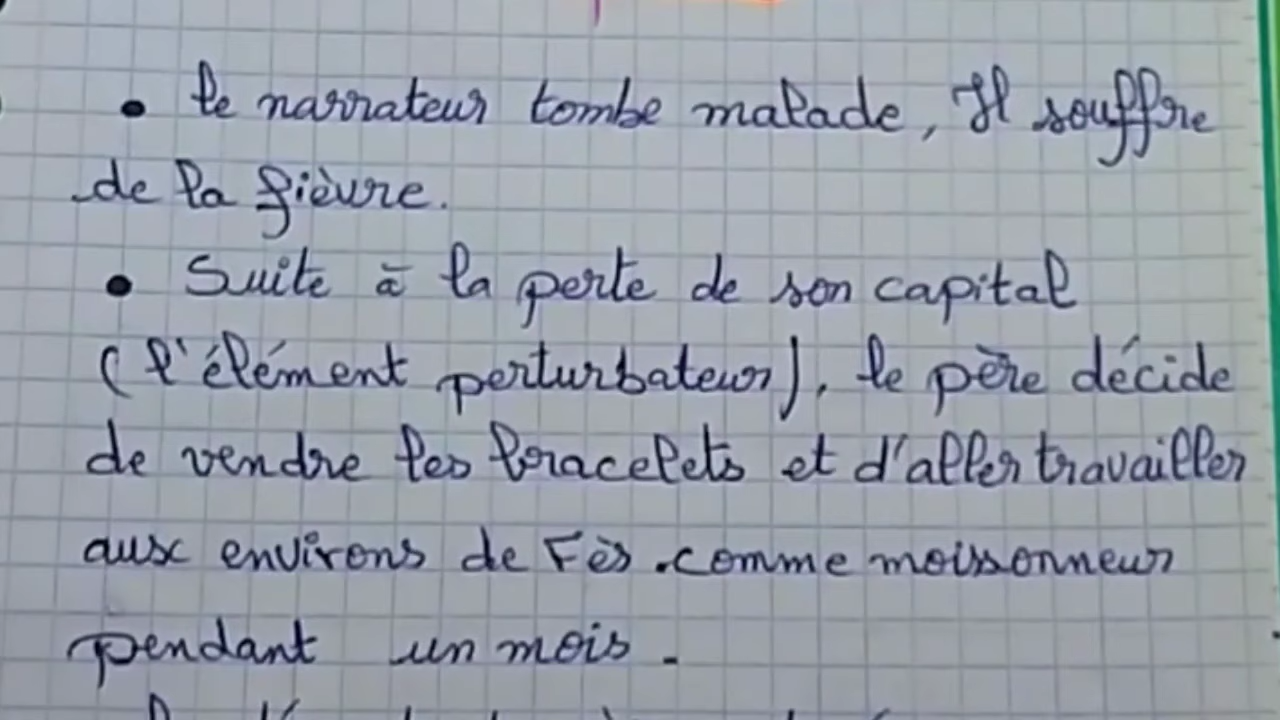 • le narrateur tombe malade, Il souffre
de la fièvre.
• Suite à la perte de son capital
(l'élément perturbateur), le père décide
de vendre les bracelets et d'aller travailler
aux environs de Fès. comme moissonneur
pendant un mois.